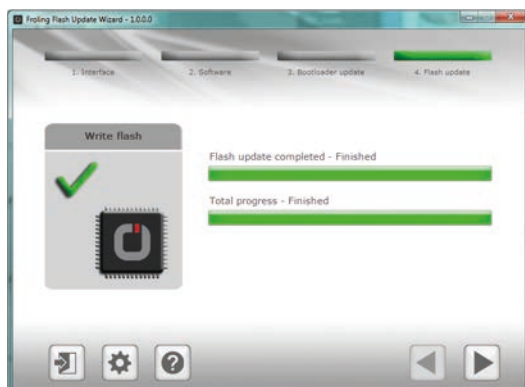 Froling Flash Update Wizard - 1.0.0.0
1. Interface
2. Software
3. Bootloader update
4. Flash update
Write flash
Flash update completed - Finished
Total progress - Finished